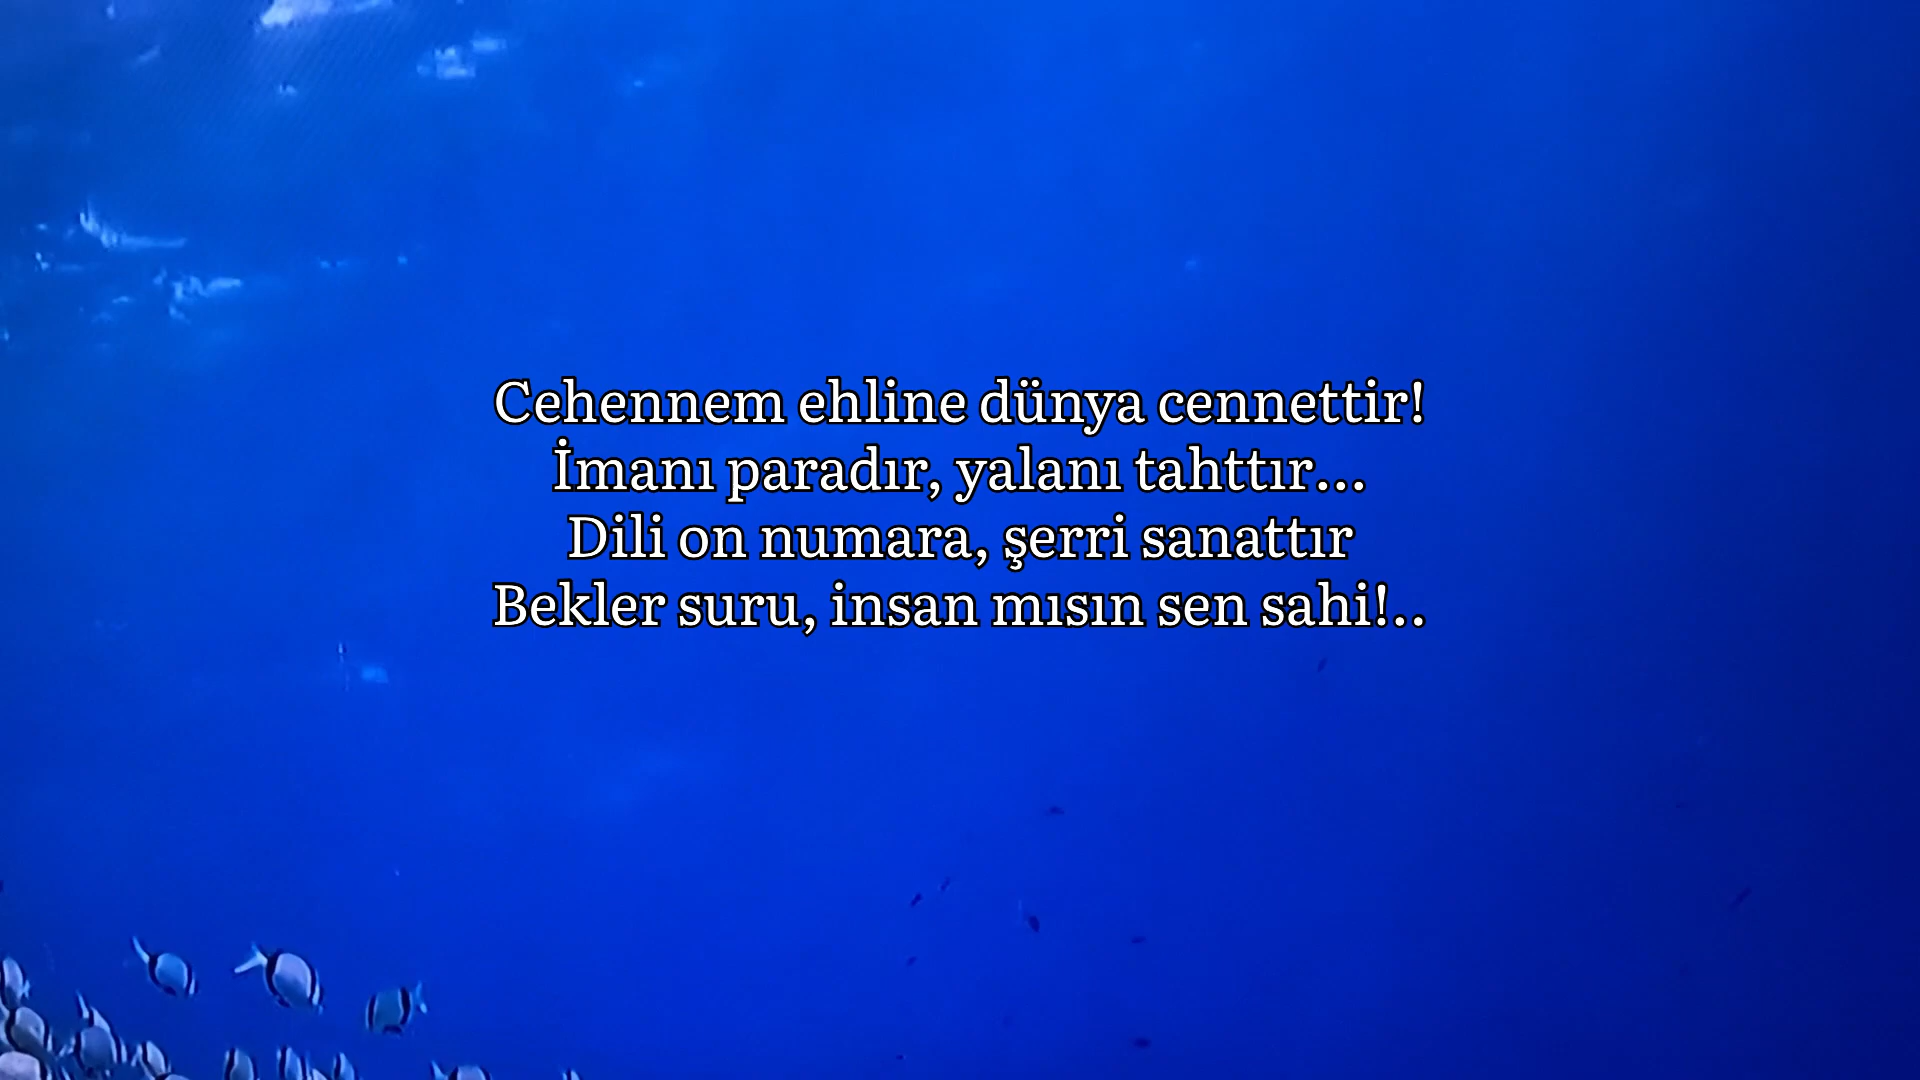 Cehennem ehline dünya cennettir!
İmanı paradır, yalanı tahttır...
Dili on numara, şerri sanattır
Bekler suru, insan mısın sen sahi!..